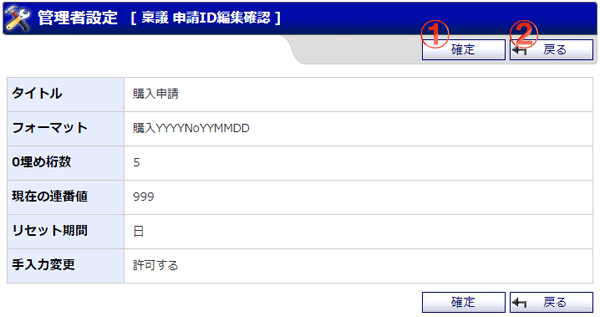 管理者設定 [ 稟議 申請ID編集確認 ]
① ②
確定 戻る
タイトル 購入申請
フォーマット 購入YYYYNoYYMMDD
0埋め桁数 5
現在の連番値 999
リセット期間 日
手入力変更 許可する
確定 戻る